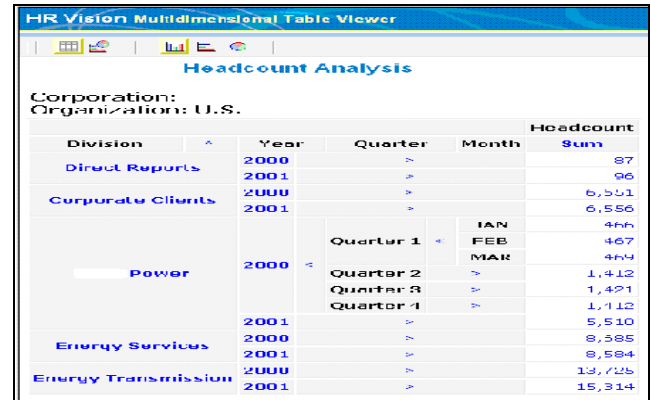 HR Vision Multidimensional Table Viewer
Headcount Analysis
Corporation:
Organization: U.S.
Headcount
Division ^ Year Quarter Month Sum
Direct Reports 2000 > 87
2001 > 96
Corporate Clients 2000 > 6,551
2001 > 6,556
Power 2000 < Quarter 1 < JAN 466
FEB 467
MAR 469
Quarter 2 > 1,412
Quarter 3 > 1,421
Quarter 4 > 1,412
2001 > 5,510
Energy Services 2000 > 8,585
2001 > 8,584
Energy Transmission 2000 > 13,725
2001 > 15,314